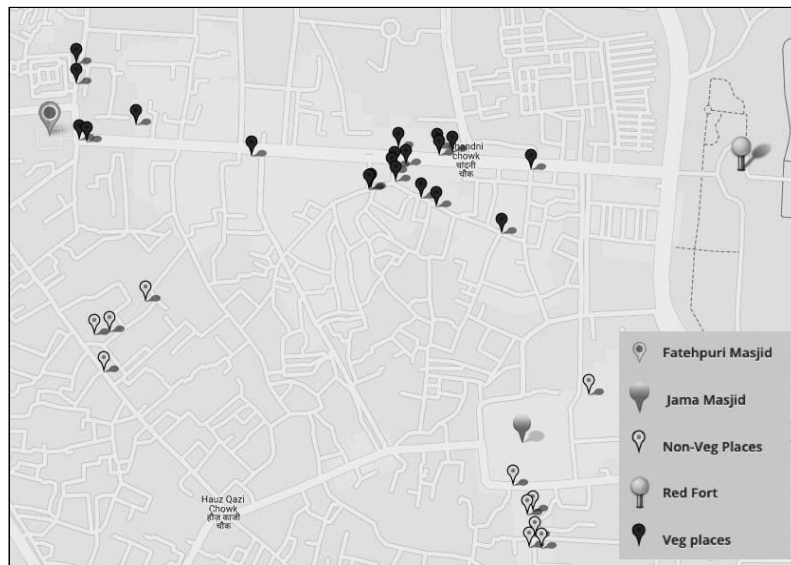 Chandni
chowk
चांदनी
चौक
Hauz Qazi
Chowk
हौज़ काजी
चौक
Fatehpuri Masjid
Jama Masjid
Non-Veg Places
Red Fort
Veg places